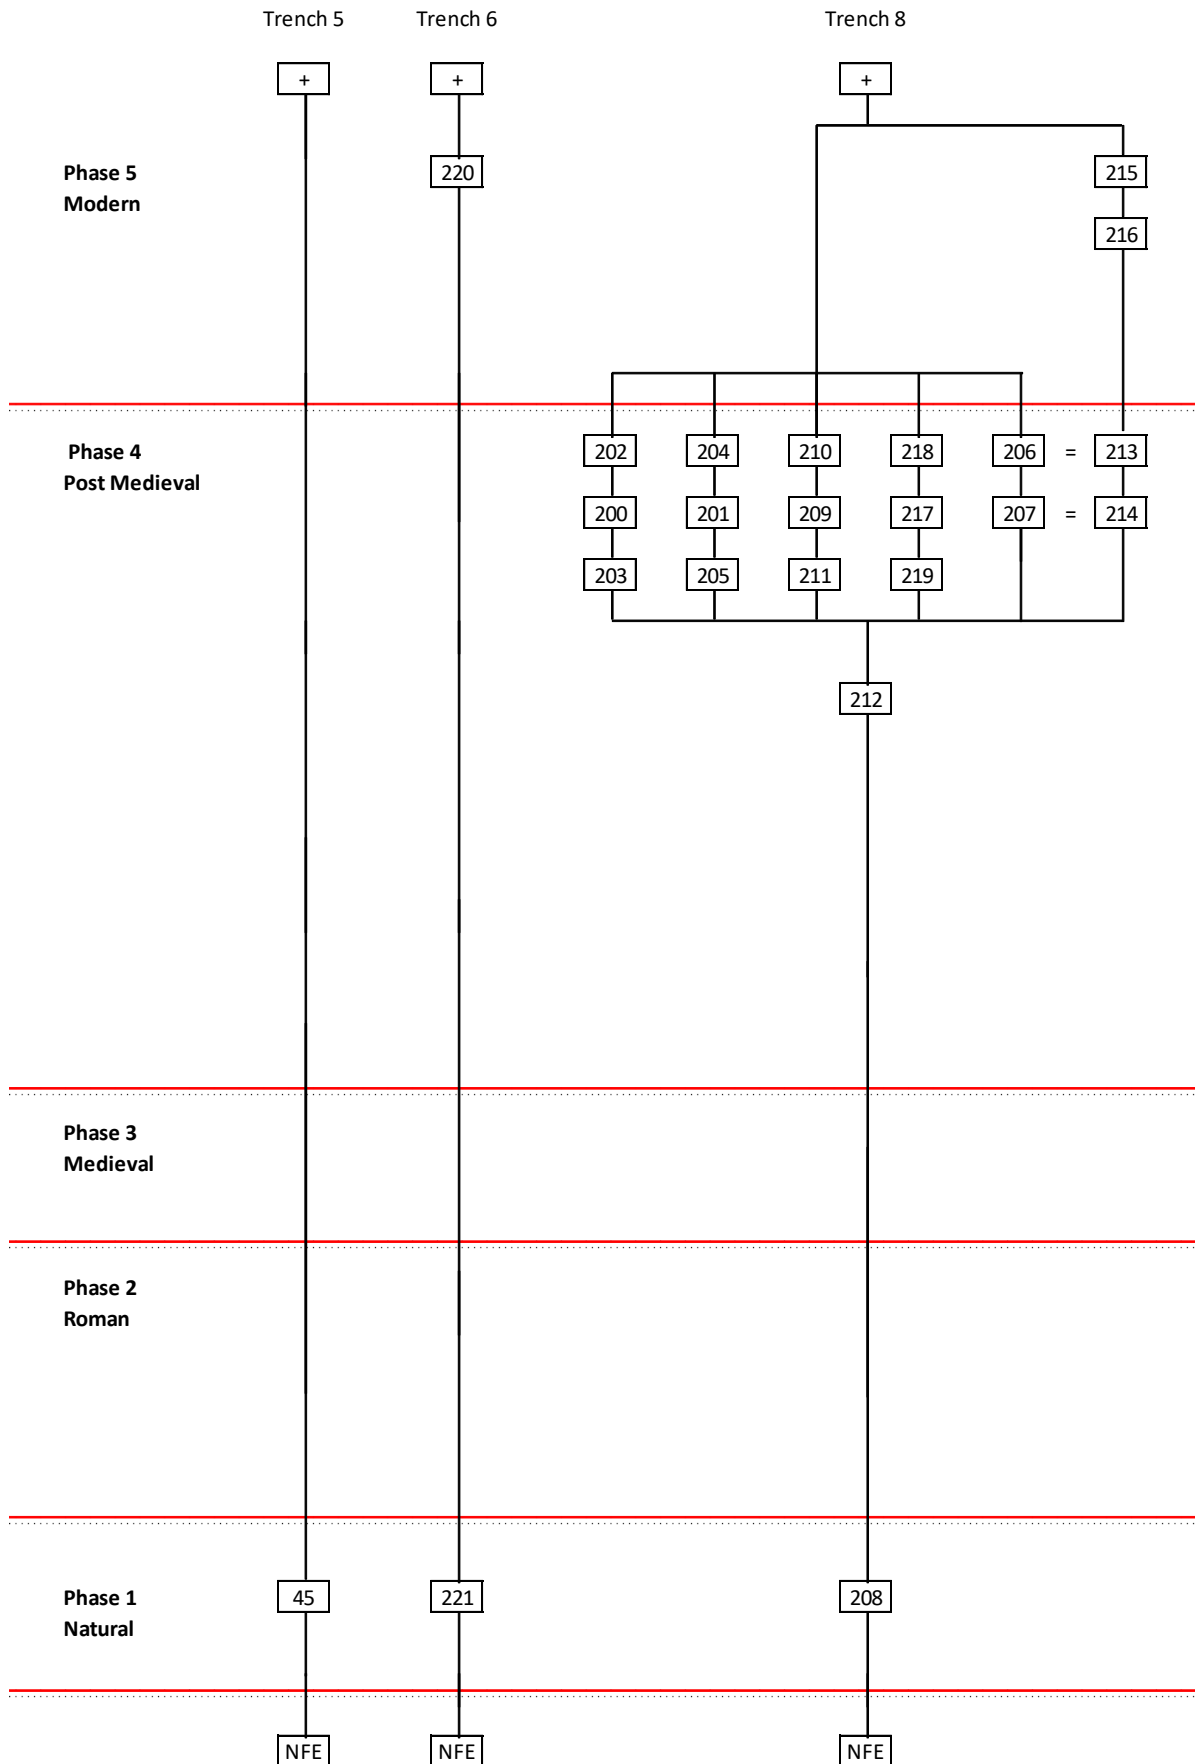 Trench 5 Trench 6 Trench 8
+ + +
Phase 5 220 215
Modern
216
Phase 4 202 204 210 218 206 = 213
Post Medieval
200 201 209 217 207 = 214
203 205 211 219
212
Phase 3
Medieval
Phase 2
Roman
Phase 1 45 221 208
Natural
NFE NFE NFE